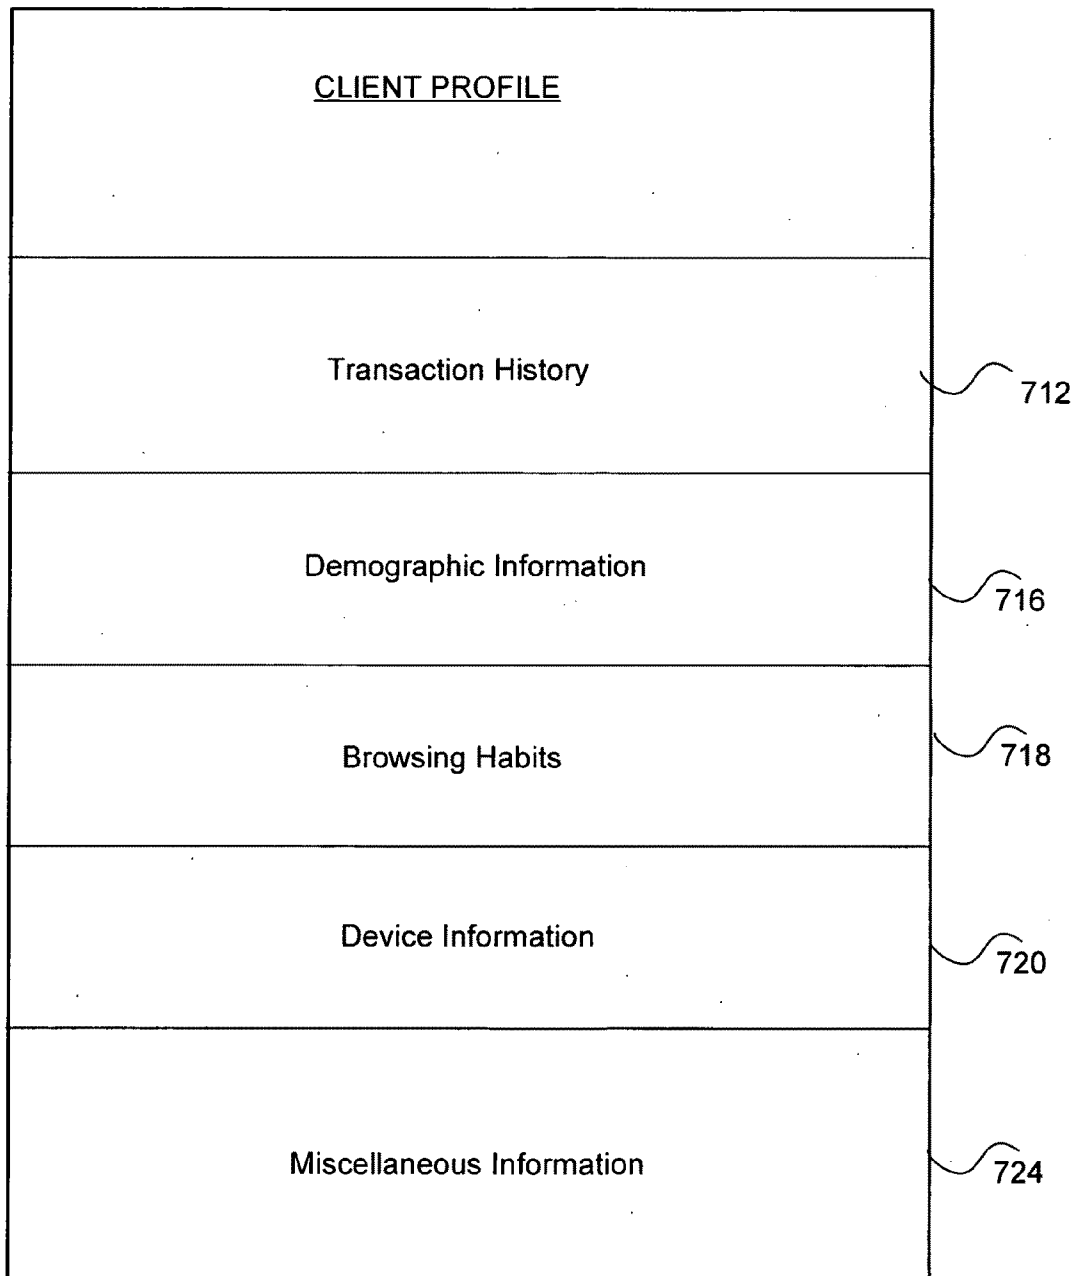 CLIENT PROFILE
Transaction History
712
Demographic Information
716
Browsing Habits
718
Device Information
720
Miscellaneous Information
724